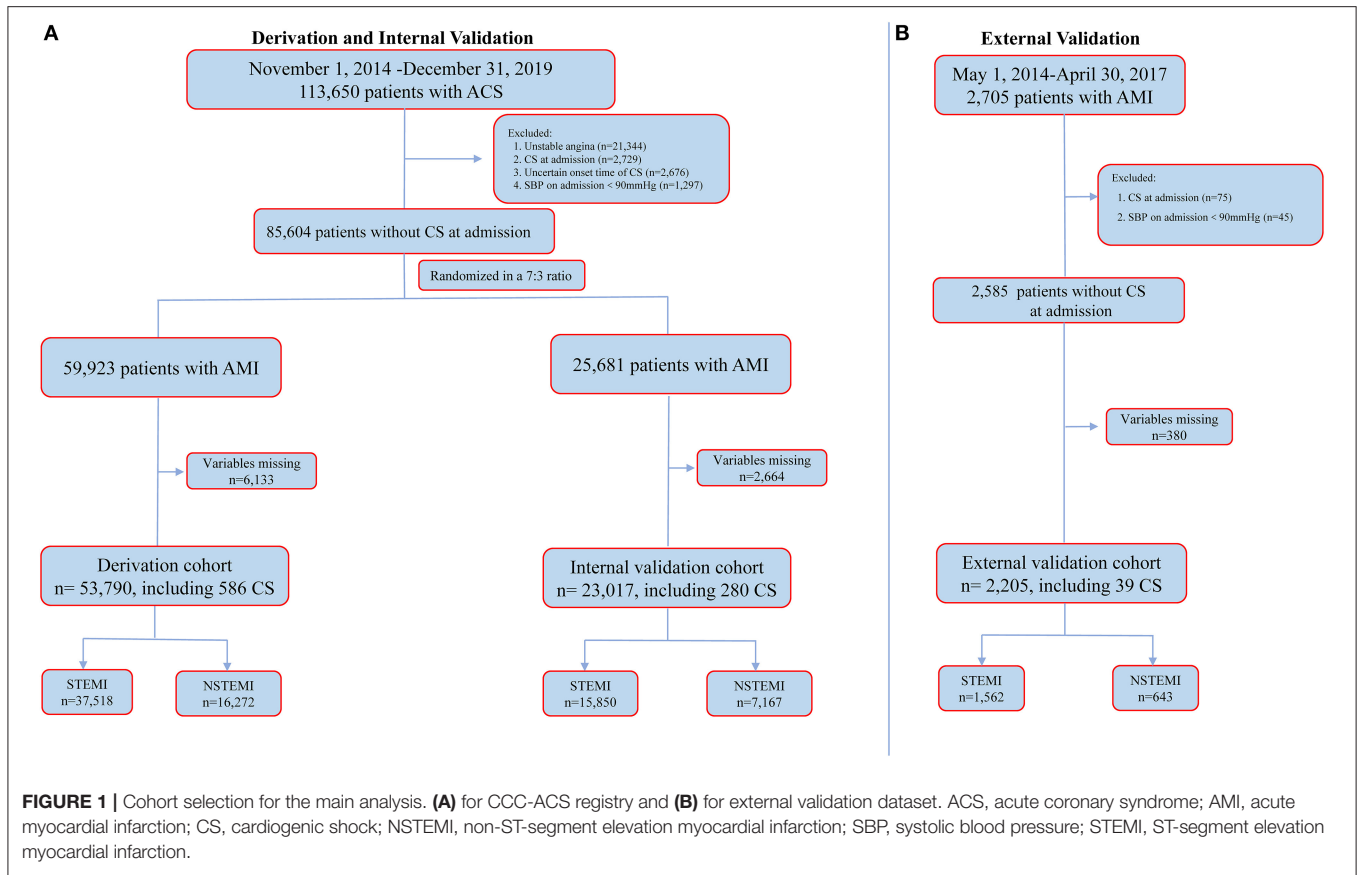 A
Derivation and Internal Validation
November 1, 2014 -December 31, 2019
113,650 patients with ACS
Excluded:
1. Unstable angina (n=21,344)
2. CS at admission (n=2,729)
3. Uncertain onset time of CS (n=2,676)
4. SBP on admission < 90mmHg (n=1,297)
85,604 patients without CS at admission
Randomized in a 7:3 ratio
59,923 patients with AMI
25,681 patients with AMI
Variables missing
n=6,133
Variables missing
n=2,664
Derivation cohort
n= 53,790, including 586 CS
Internal validation cohort
n= 23,017, including 280 CS
STEMI
n=37,518
NSTEMI
n=16,272
STEMI
n=15,850
NSTEMI
n=7,167
B
External Validation
May 1, 2014-April 30, 2017
2,705 patients with AMI
Excluded:
1. CS at admission (n=75)
2. SBP on admission < 90mmHg (n=45)
2,585 patients without CS
at admission
Variables missing
n=380
External validation cohort
n= 2,205, including 39 CS
STEMI
n=1,562
NSTEMI
n=643
FIGURE 1 | Cohort selection for the main analysis. (A) for CCC-ACS registry and (B) for external validation dataset. ACS, acute coronary syndrome; AMI, acute
myocardial infarction; CS, cardiogenic shock; NSTEMI, non-ST-segment elevation myocardial infarction; SBP, systolic blood pressure; STEMI, ST-segment elevation
myocardial infarction.